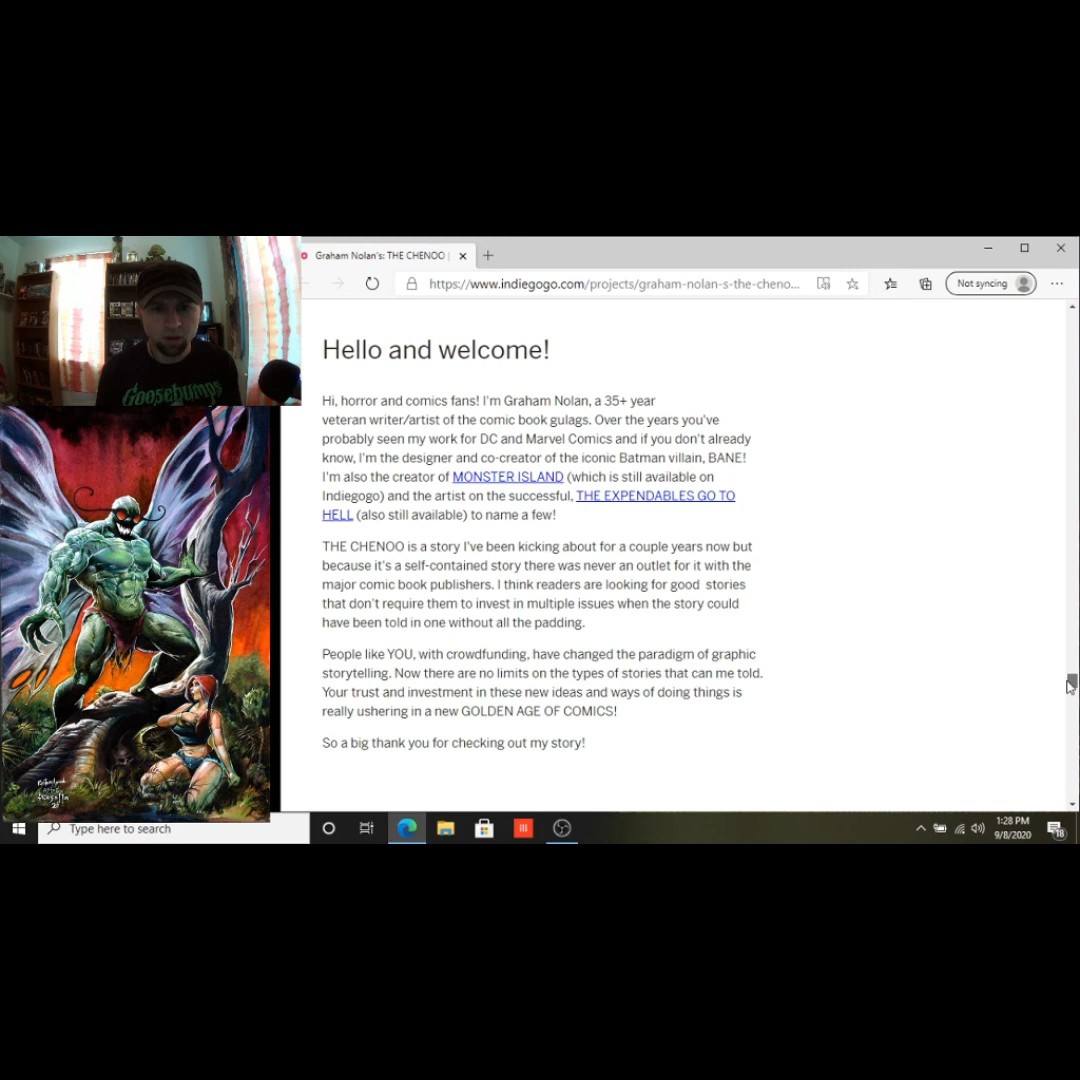 Graham Nolan's: THE CHENOO |
https://www.indiegogo.com/projects/graham-nolan-s-the-cheno...
Not syncing
Goosebumps
Hello and welcome!
Hi, horror and comics fans! I'm Graham Nolan, a 35+ year
veteran writer/artist of the comic book gulags. Over the years you've
probably seen my work for DC and Marvel Comics and if you don't already
know, I'm the designer and co-creator of the iconic Batman villain, BANE!
I'm also the creator of MONSTER ISLAND (which is still available on
Indiegogo) and the artist on the successful, THE EXPENDABLES GO TO
HELL (also still available) to name a few!
THE CHENOO is a story I've been kicking about for a couple years now but
because it's a self-contained story there was never an outlet for it with the
major comic book publishers. I think readers are looking for good stories
that don't require them to invest in multiple issues when the story could
have been told in one without all the padding.
People like YOU, with crowdfunding, have changed the paradigm of graphic
storytelling. Now there are no limits on the types of stories that can me told.
Your trust and investment in these new ideas and ways of doing things is
really ushering in a new GOLDEN AGE OF COMICS!
So a big thank you for checking out my story!
Type here to search
1:28 PM
9/8/2020
18